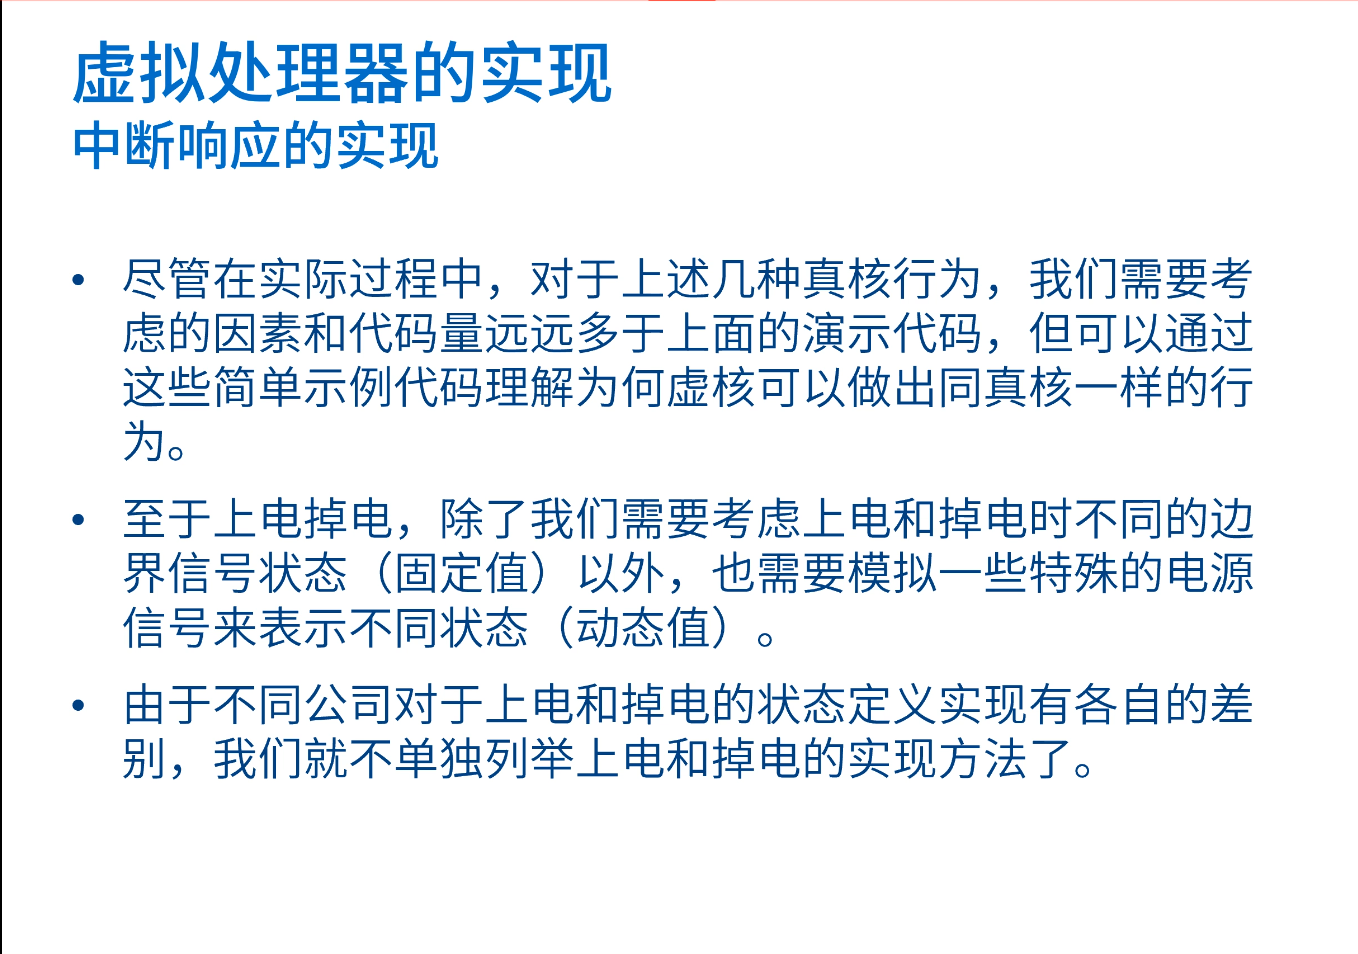 虚拟处理器的实现
中断响应的实现
• 尽管在实际过程中，对于上述几种真核行为，我们需要考
虑的因素和代码量远远多于上面的演示代码，但可以通过
这些简单示例代码理解为何虚核可以做出同真核一样的行
为。
• 至于上电掉电，除了我们需要考虑上电和掉电时不同的边
界信号状态（固定值）以外，也需要模拟一些特殊的电源
信号来表示不同状态（动态值）。
• 由于不同公司对于上电和掉电的状态定义实现有各自的差
别，我们就不单独列举上电和掉电的实现方法了。